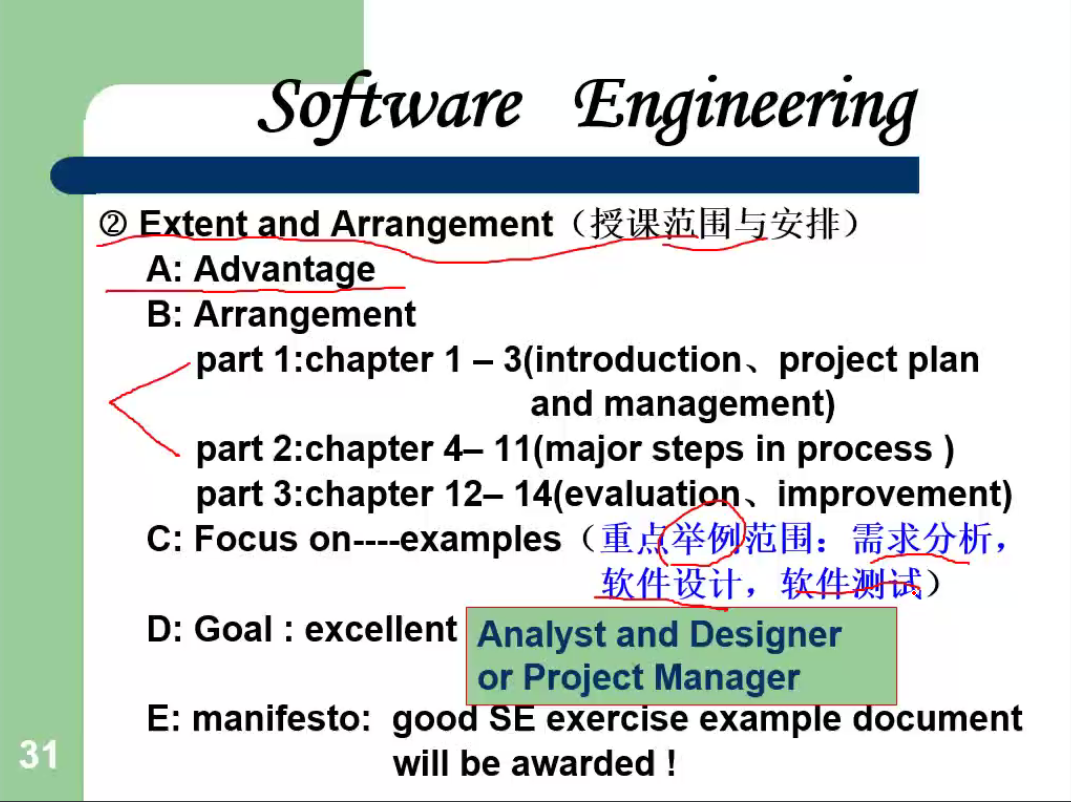 Software Engineering
② Extent and Arrangement（授课范围与安排）
A: Advantage
B: Arrangement
part 1:chapter 1 – 3(introduction、project plan
and management)
part 2:chapter 4– 11(major steps in process )
part 3:chapter 12– 14(evaluation、improvement)
C: Focus on----examples（重点举例范围：需求分析，
软件设计，软件测试）
D: Goal : excellent
Analyst and Designer
or Project Manager
E: manifesto: good SE exercise example document
will be awarded !
31